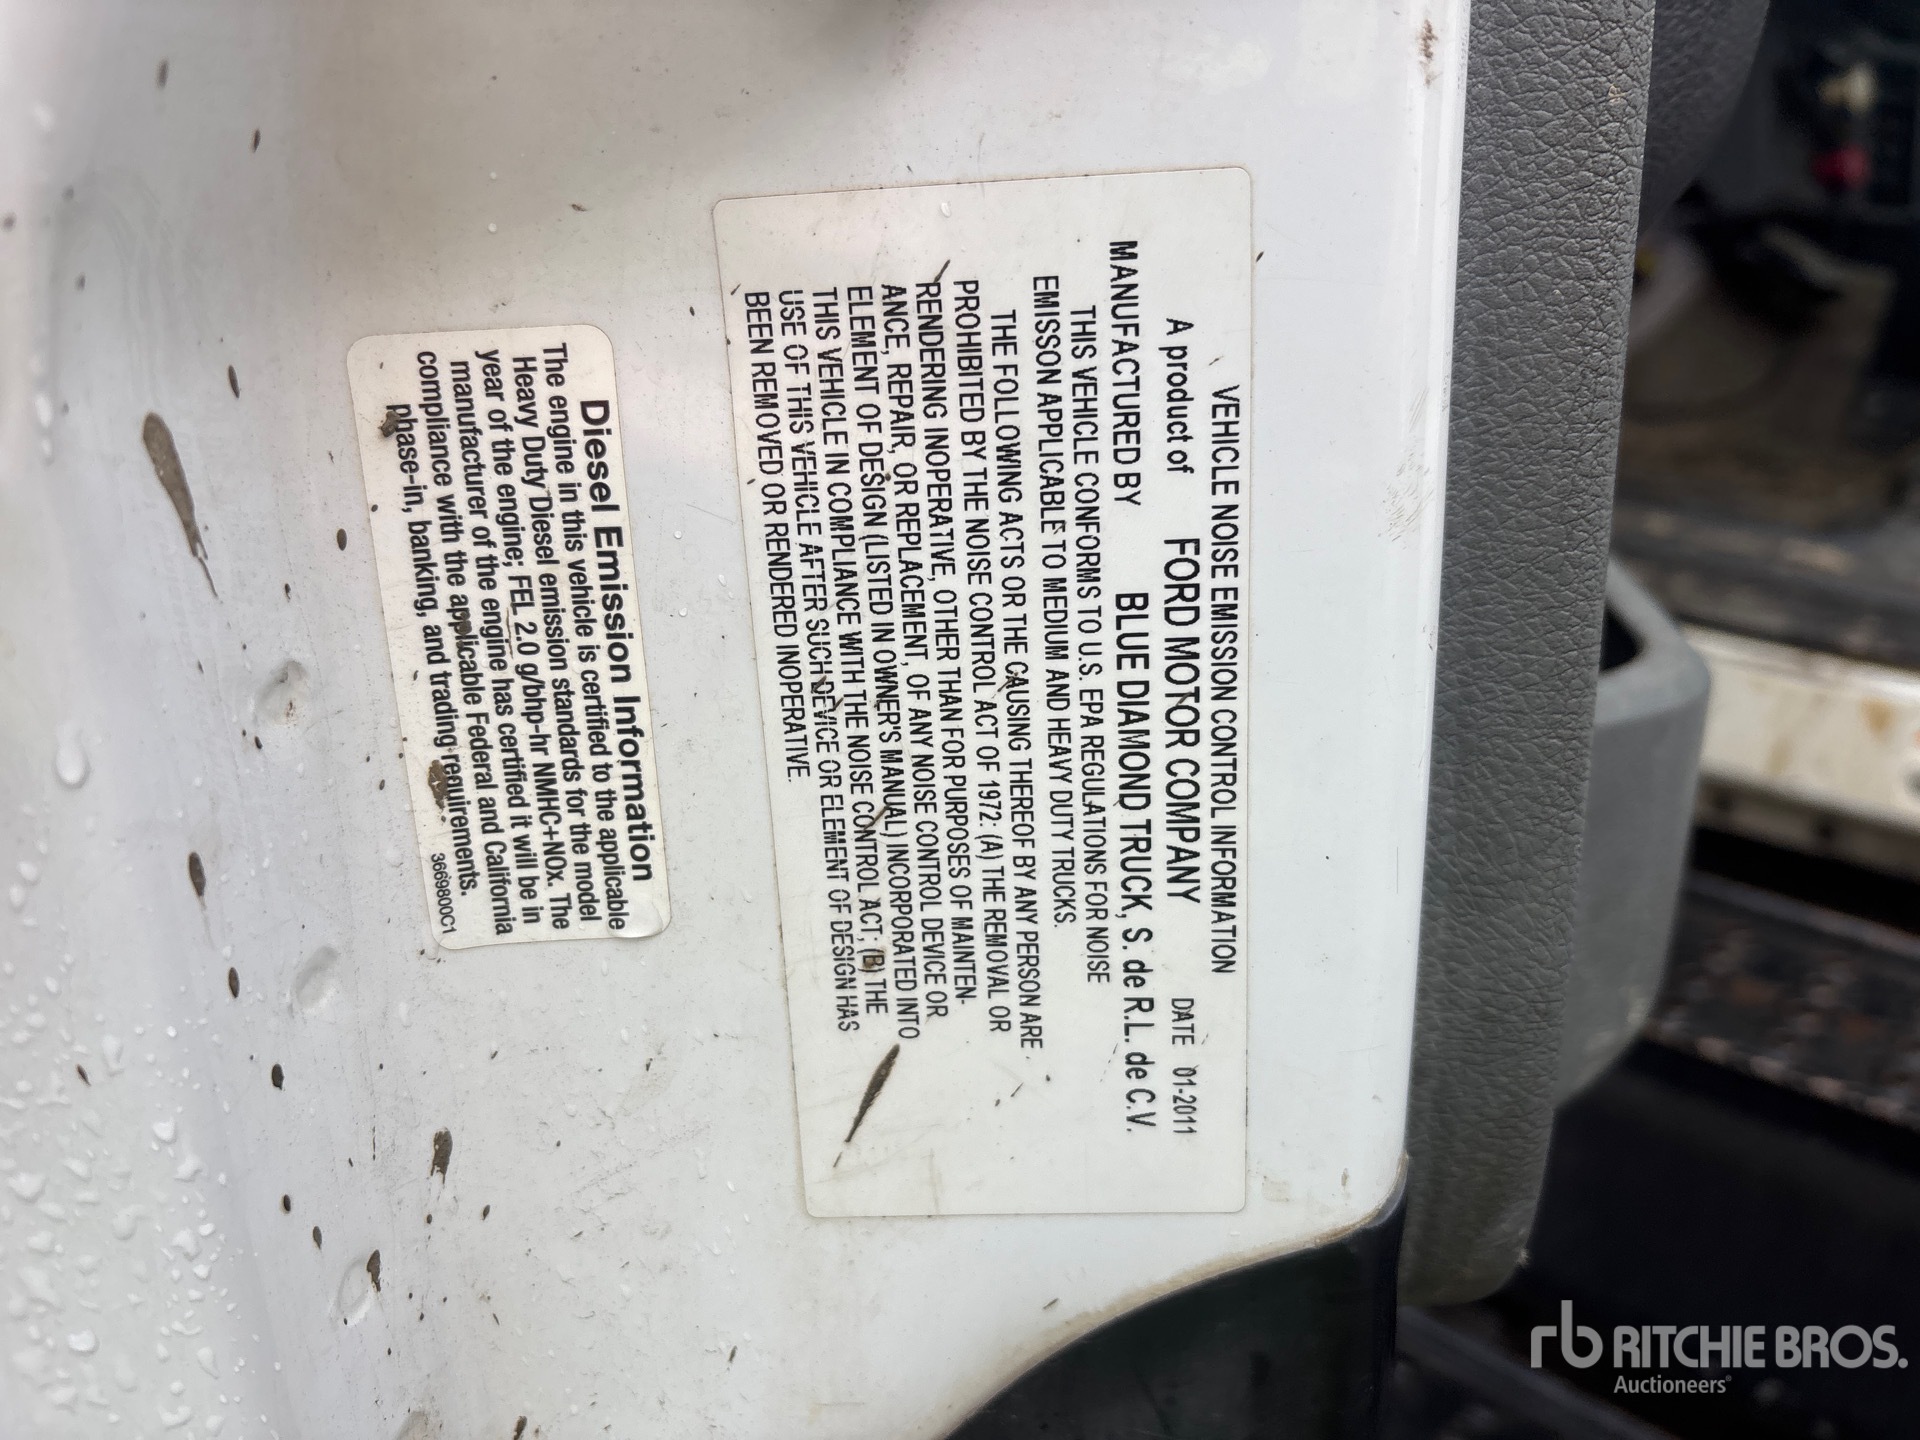 VEHICLE NOISE EMISSION CONTROL INFORMATION
A product of FORD MOTOR COMPANY DATE 01-2011
MANUFACTURED BY BLUE DIAMOND TRUCK, S. de R.L. de C.V.
THIS VEHICLE CONFORMS TO U.S. EPA REGULATIONS FOR NOISE
EMISSON APPLICABLE TO MEDIUM AND HEAVY DUTY TRUCKS.
THE FOLLOWING ACTS OR THE CAUSING THEREOF BY ANY PERSON ARE
PROHIBITED BY THE NOISE CONTROL ACT OF 1972: (A) THE REMOVAL OR
RENDERING INOPERATIVE, OTHER THAN FOR PURPOSES OF MAINTEN-
ANCE, REPAIR, OR REPLACEMENT, OF ANY NOISE CONTROL DEVICE OR
ELEMENT OF DESIGN (LISTED IN OWNER'S MANUAL) INCORPORATED INTO
THIS VEHICLE IN COMPLIANCE WITH THE NOISE CONTROL ACT; (B) THE
USE OF THIS VEHICLE AFTER SUCH DEVICE OR ELEMENT OF DESIGN HAS
BEEN REMOVED OR RENDERED INOPERATIVE.
Diesel Emission Information
The engine in this vehicle is certified to the applicable
Heavy Duty Diesel emission standards for the model
year of the engine; FEL 2.0 g/bhp-hr NMHC+NOx. The
manufacturer of the engine has certified it will be in
compliance with the applicable Federal and California
phase-in, banking, and trading requirements.
3669800C1
rb RITCHIE BROS.
Auctioneers